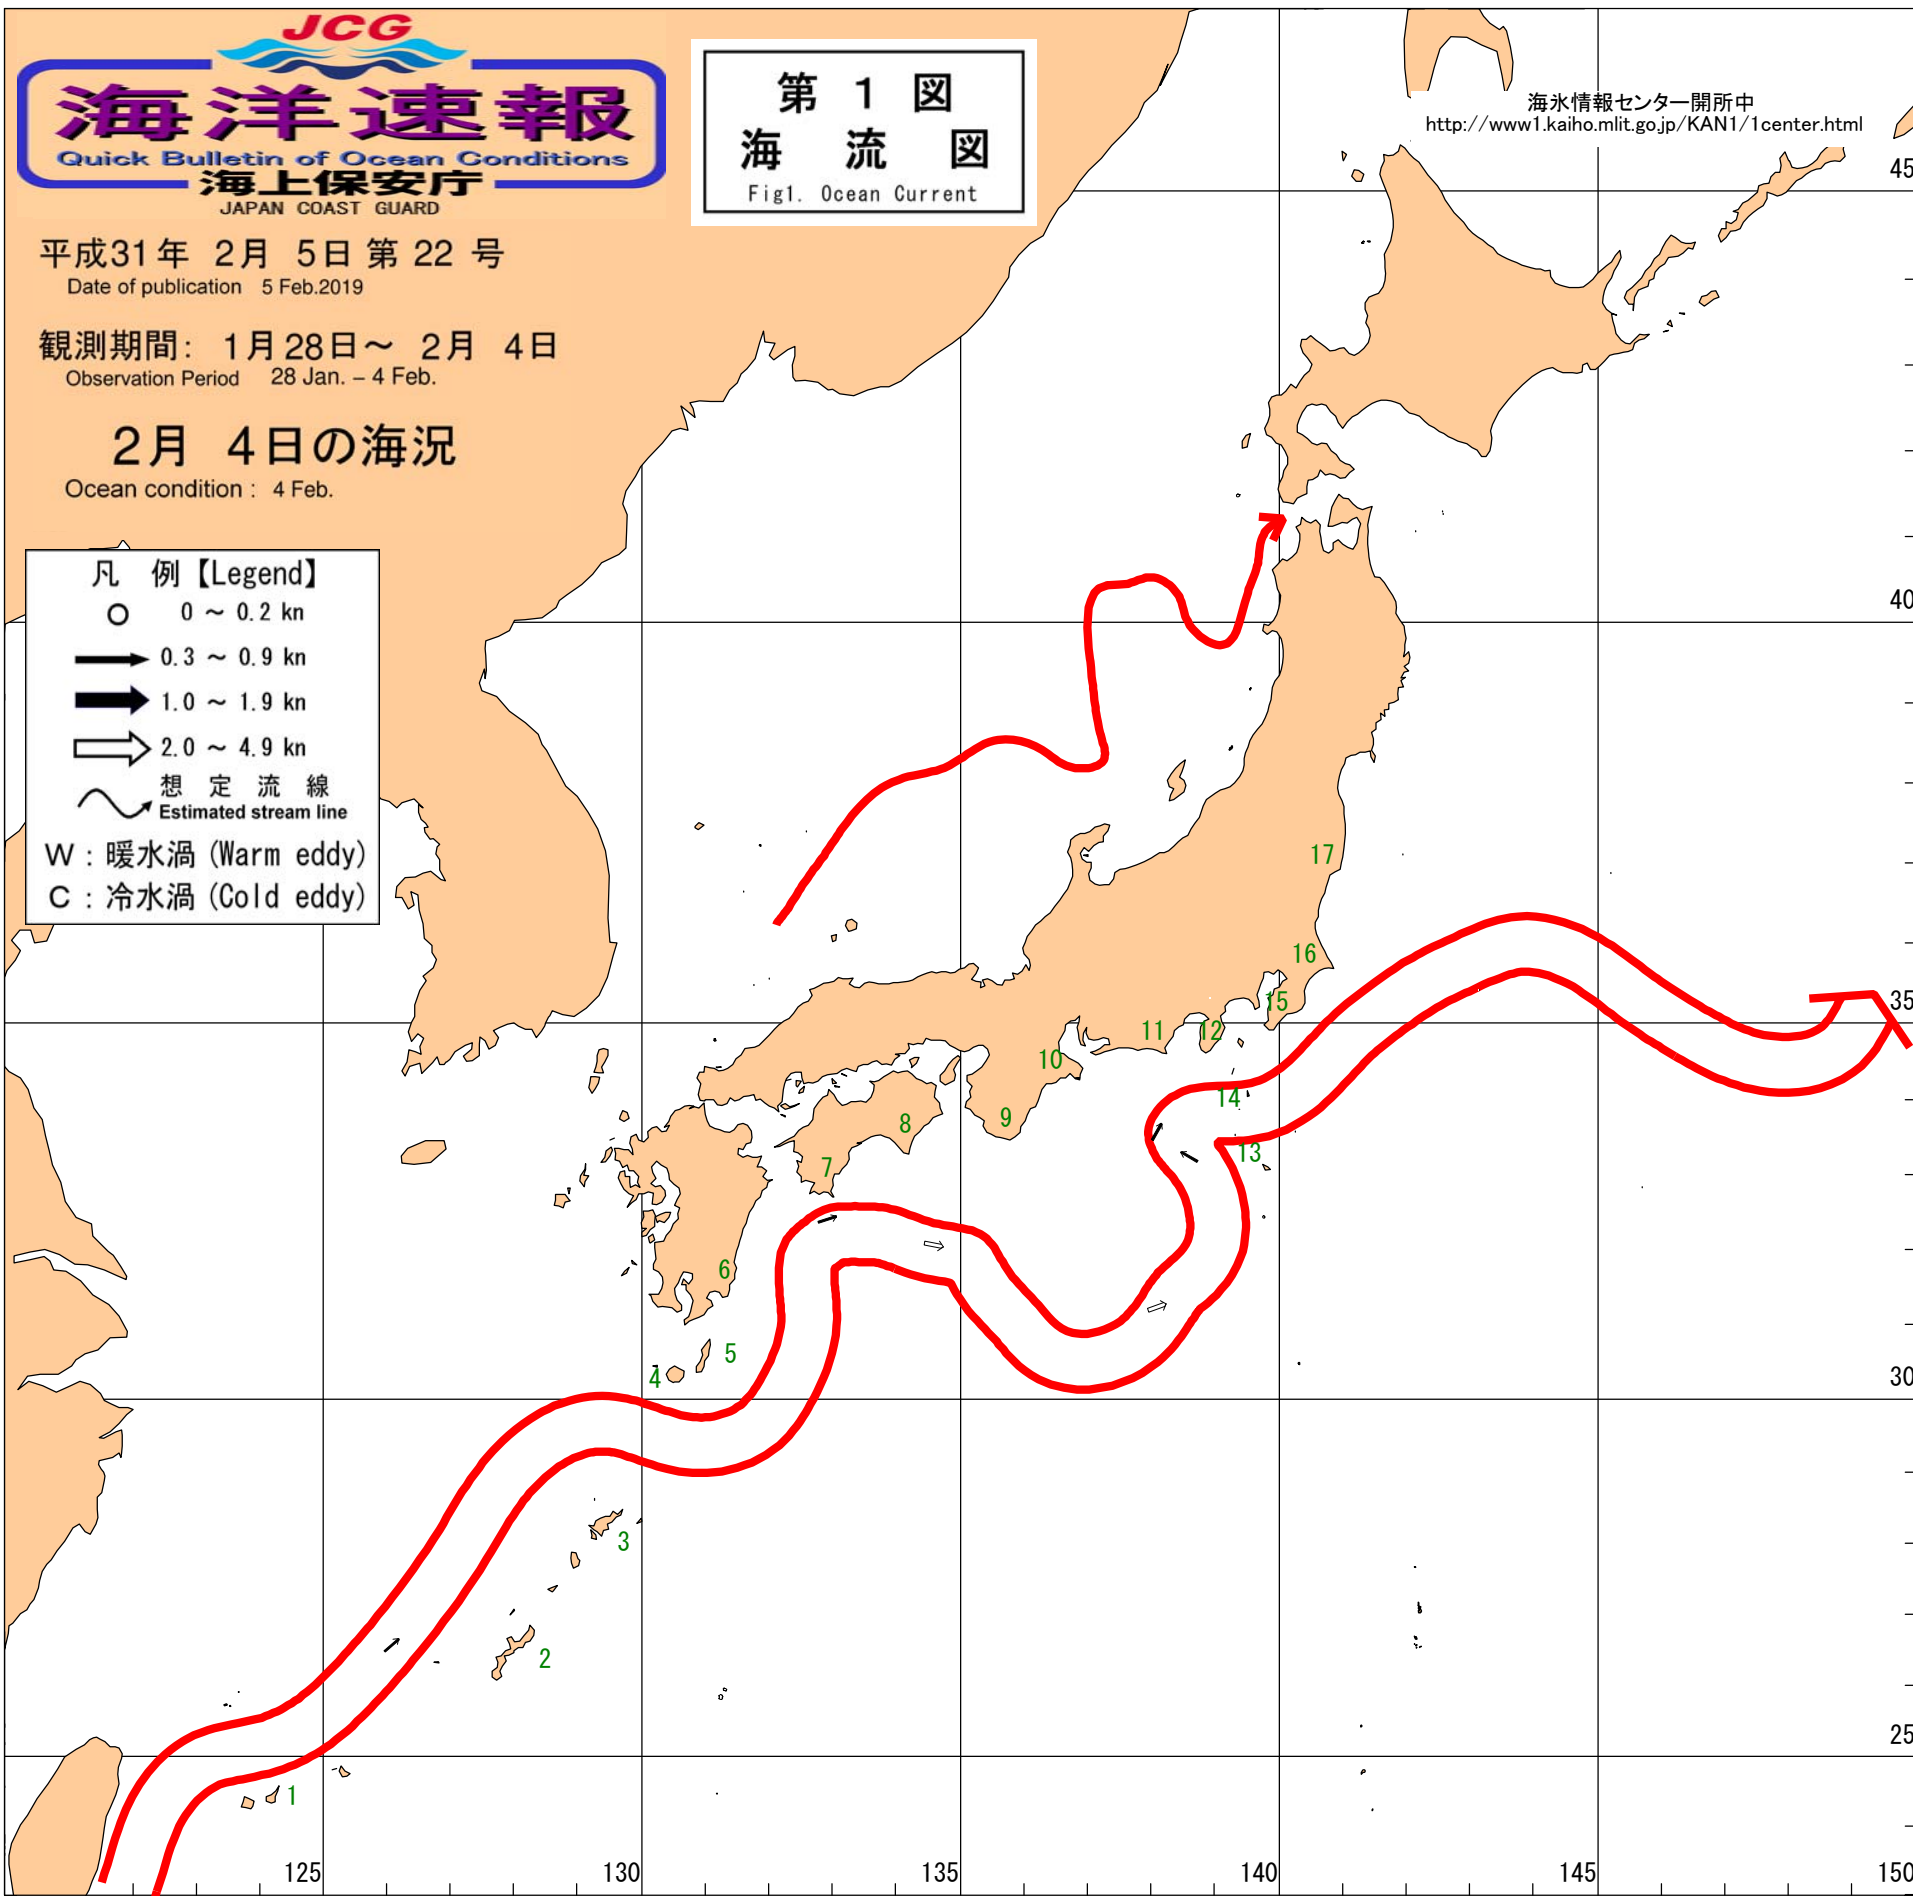 JCG
海洋速報
Quick Bulletin of Ocean Conditions
海上保安庁
JAPAN COAST GUARD
第 1 図
海 流 図
Fig1. Ocean Current
海氷情報センター開所中
http://www1.kaiho.mlit.go.jp/KAN1/1center.html
平成31年 2月 5日 第 22 号
Date of publication 5 Feb.2019
観測期間: 1月28日~ 2月 4日
Observation Period 28 Jan. – 4 Feb.
2月 4日の海況
Ocean condition : 4 Feb.
凡 例【Legend】
0 ~ 0.2 kn
0.3 ~ 0.9 kn
1.0 ~ 1.9 kn
2.0 ~ 4.9 kn
想 定 流 線
Estimated stream line
W : 暖水渦 (Warm eddy)
C : 冷水渦 (Cold eddy)
45
40
35
30
25
17
16
15
12
11
10
14
9
8
13
7
6
5
4
3
2
1
125
130
135
140
145
150